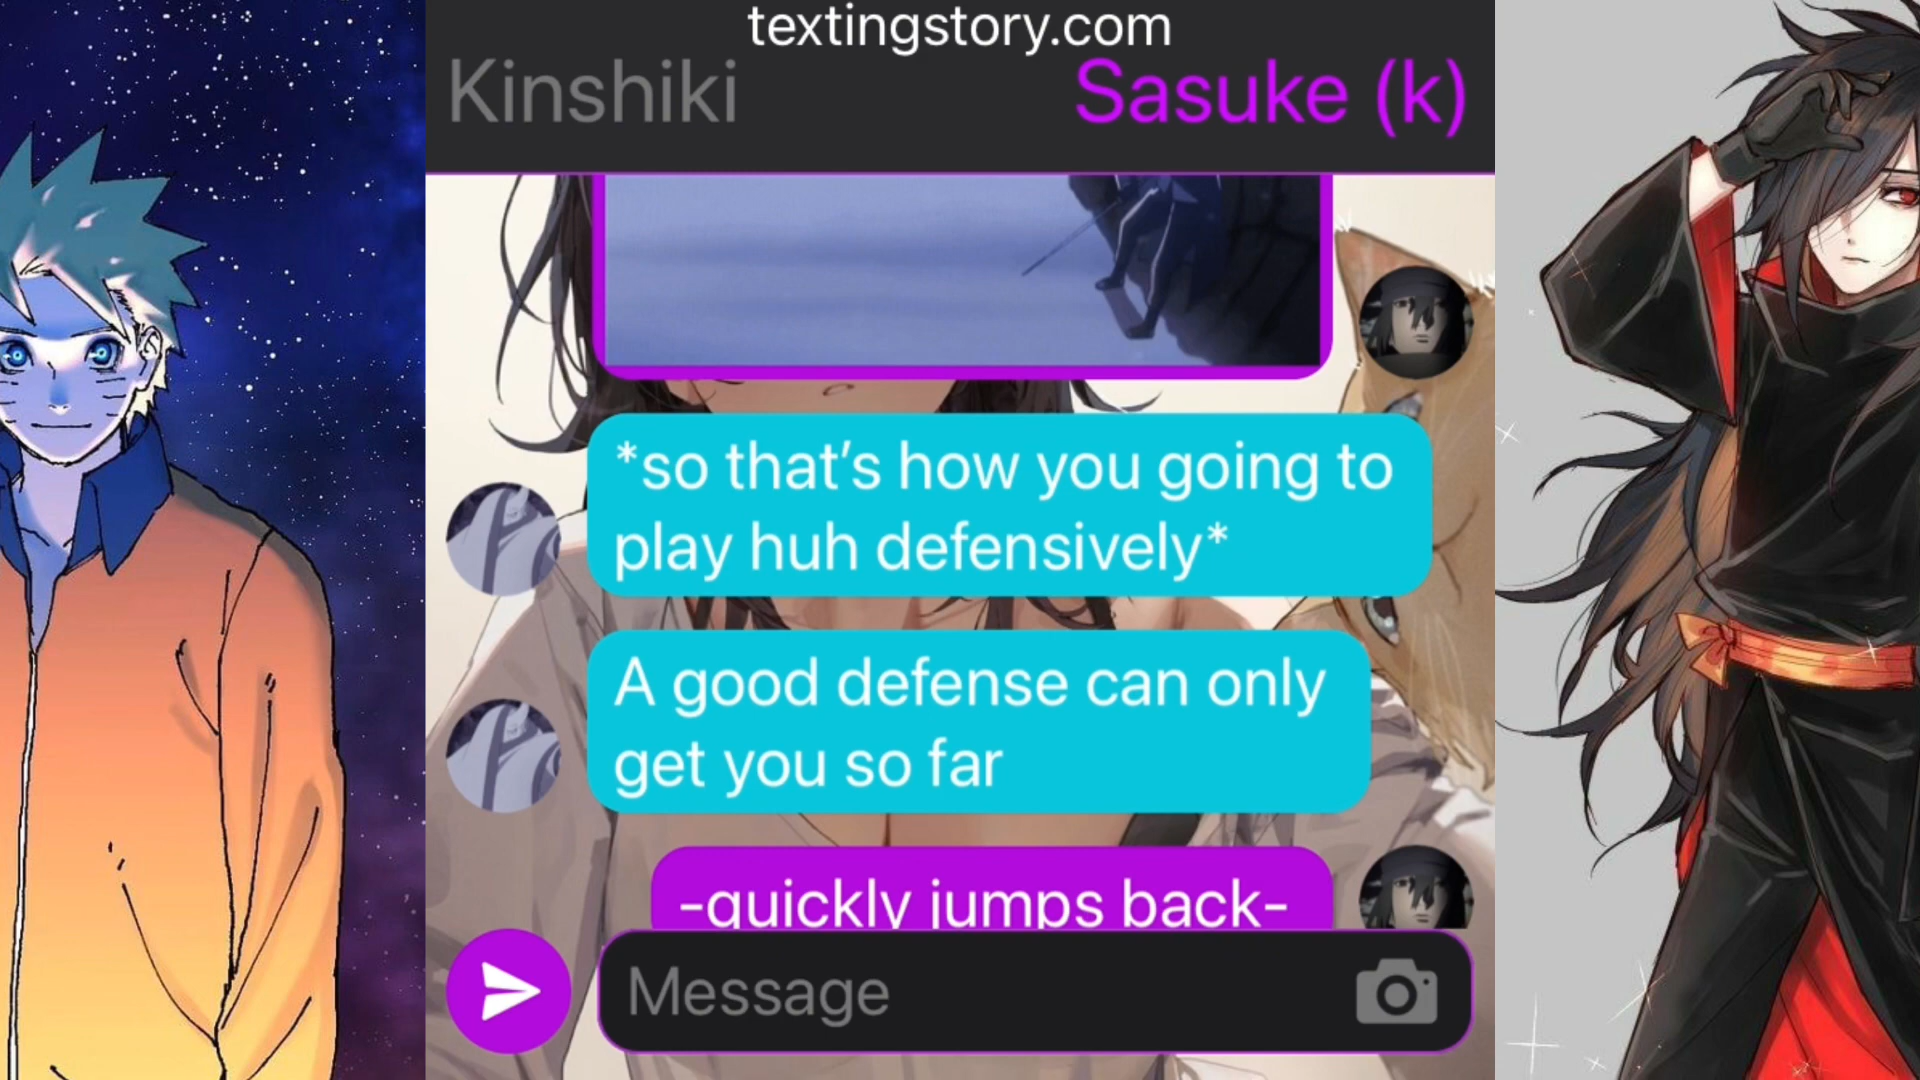 textingstory.com
Kinshiki
Sasuke (k)
*so that’s how you going to
play huh defensively*
A good defense can only
get you so far
-quickly jumps back-
Message